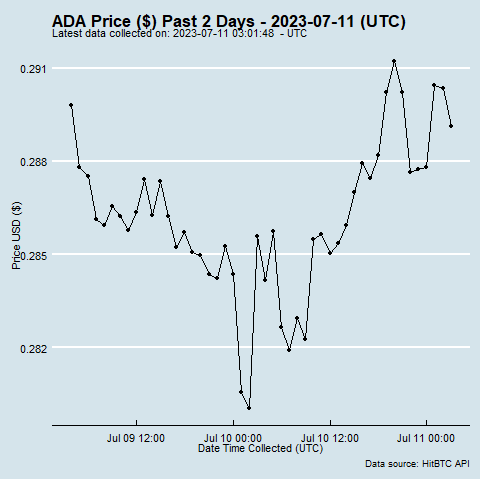 ADA Price ($) Past 2 Days - 2023-07-11 (UTC)
Latest data collected on: 2023-07-11 03:01:48 - UTC
0.291
0.288
0.285
0.282
Price USD ($)
Jul 09 12:00
Jul 10 00:00
Jul 10 12:00
Jul 11 00:00
Date Time Collected (UTC)
Data source: HitBTC API